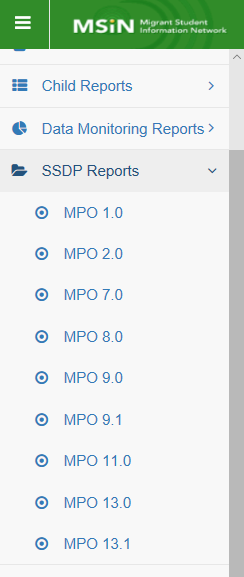 MSiN Migrant Student
Information Network
Child Reports
Data Monitoring Reports
SSDP Reports
MPO 1.0
MPO 2.0
MPO 7.0
MPO 8.0
MPO 9.0
MPO 9.1
MPO 11.0
MPO 13.0
MPO 13.1